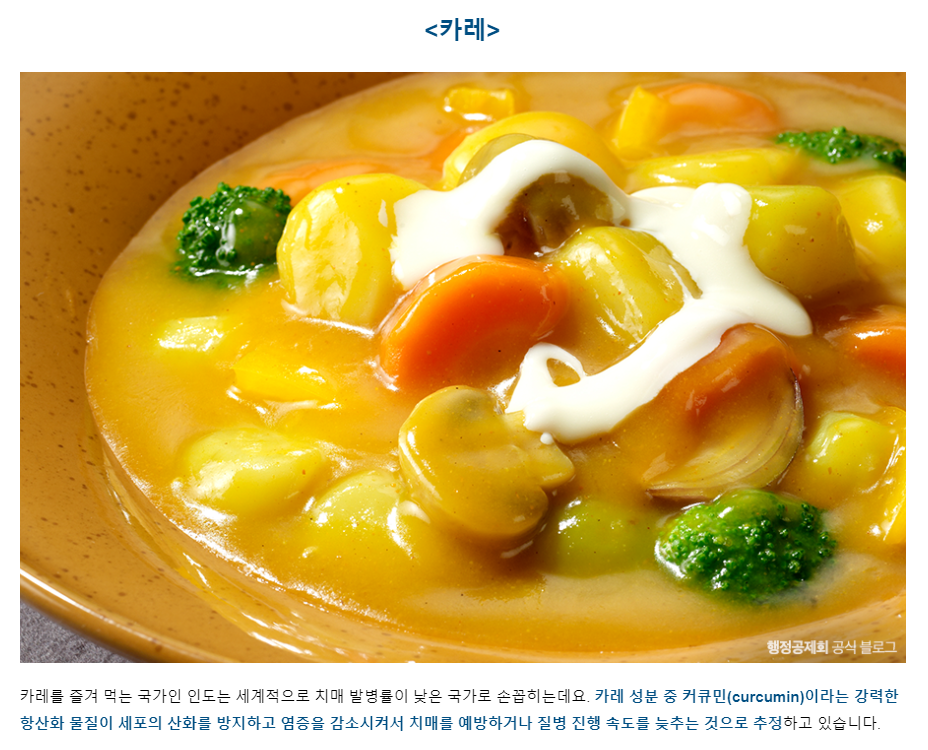 <카레>
행정공제회 공식 블로그
카레를 즐겨 먹는 국가인 인도는 세계적으로 치매 발병률이 낮은 국가로 손꼽히는데요. 카레 성분 중 커큐민(curcumin)이라는 강력한
항산화 물질이 세포의 산화를 방지하고 염증을 감소시켜서 치매를 예방하거나 질병 진행 속도를 늦추는 것으로 추정하고 있습니다.